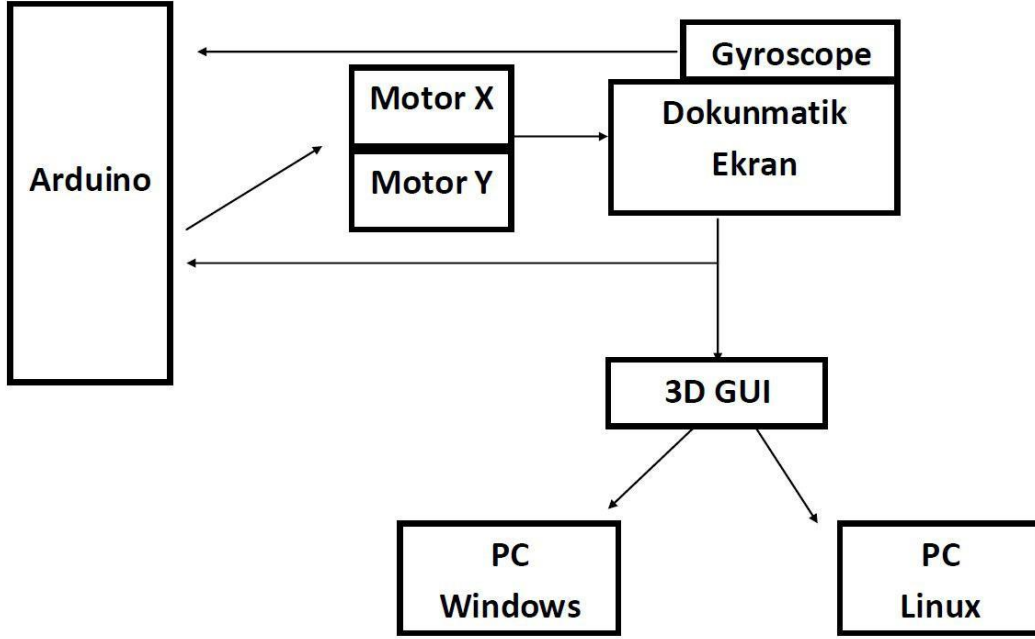 Gyroscope
Motor X
Dokunmatik
Ekran
Arduino
Motor Y
3D GUI
PC
Windows
PC
Linux